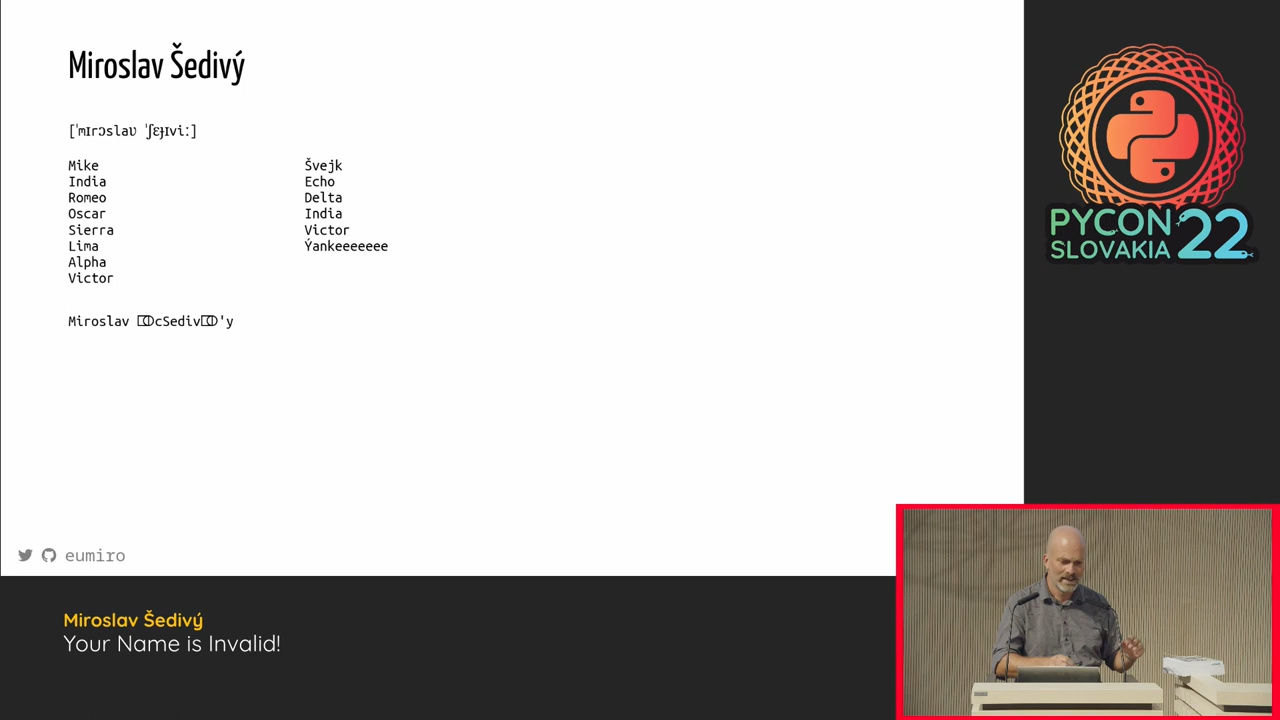 Miroslav Šedivý
[ˈmɪrɔslaʋ ˈʃɛɟɪviː]
Mike
India
Romeo
Oscar
Sierra
Lima
Alpha
Victor
Švejk
Echo
Delta
India
Victor
Ýankeeeeeee
Miroslav ⎄cSediv⎄'y
eumiro
PYCON 22
SLOVAKIA
Miroslav Šedivý
Your Name is Invalid!